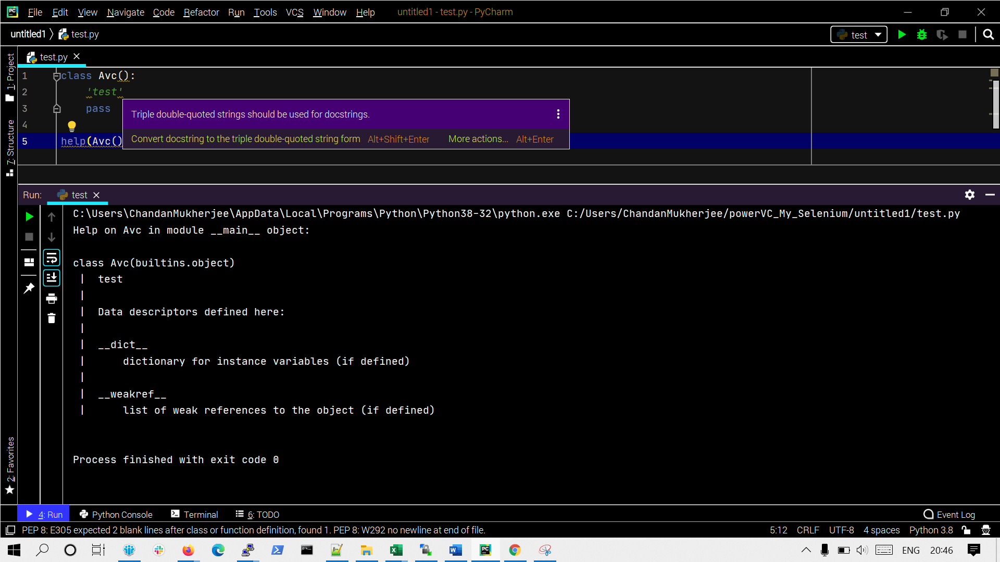 File Edit View Navigate Code Refactor Run Tools VCS Window Help untitled1 - test.py - PyCharm
untitled1 test.py test
test.py
1: Project
7: Structure
2: Favorites
1 class Avc():
2 'test'
3 pass
4
5 help(Avc()
Triple double-quoted strings should be used for docstrings.
Convert docstring to the triple double-quoted string form Alt+Shift+Enter More actions... Alt+Enter
Run: test
C:\Users\ChandanMukherjee\AppData\Local\Programs\Python\Python38-32\python.exe C:/Users/ChandanMukherjee/powerVC_My_Selenium/untitled1/test.py
Help on Avc in module __main__ object:
class Avc(builtins.object)
| test
|
| Data descriptors defined here:
|
| __dict__
| dictionary for instance variables (if defined)
|
| __weakref__
| list of weak references to the object (if defined)
Process finished with exit code 0
4: Run Python Console Terminal 6: TODO Event Log
PEP 8: E305 expected 2 blank lines after class or function definition, found 1. PEP 8: W292 no newline at end of file. 5:12 CRLF UTF-8 4 spaces Python 3.8
ENG 20:46